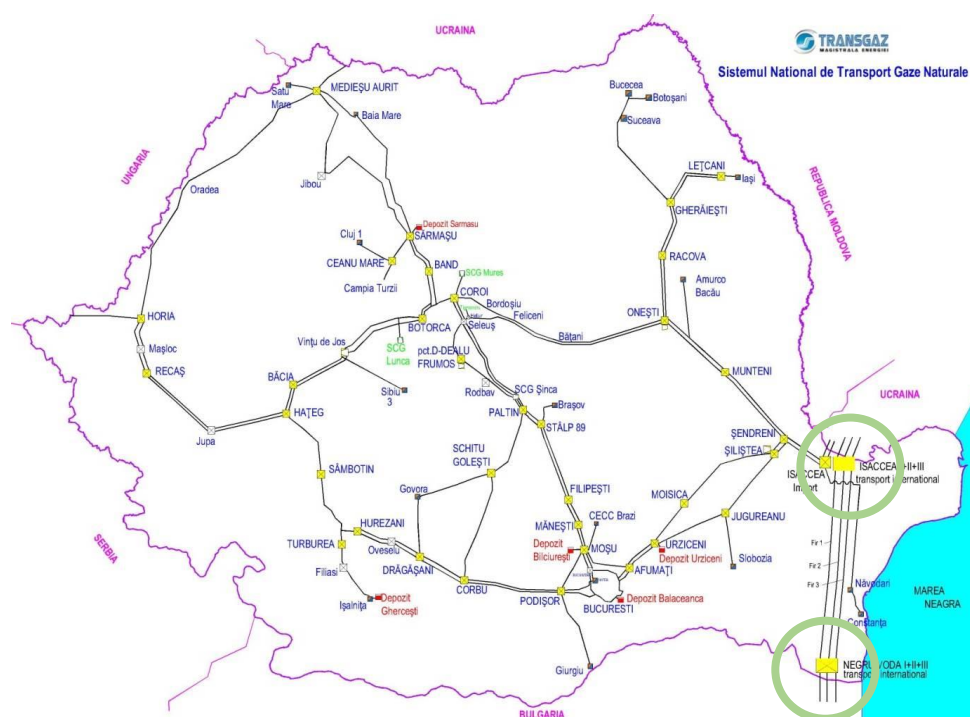 UCRAINA
TRANSGAZ
MAGISTRALA ENERGIEI
Sistemul National de Transport Gaze Naturale
Satu
Mare
MEDIEŞU AURIT
Baia Mare
Bucecea
Botoşani
Suceava
UNGARIA
Jibou
Oradea
LEŢCANI
Iaşi
GHERĂIEŞTI
REPUBLICA MOLDOVA
Depozit Sarmasu
Cluj 1
SĂRMAŞU
CEANU MARE
BAND
Campia Turzii
SCG Mures
COROI
Bordoşiu
Feliceni
Seleuş
RACOVA
Amurco
Bacău
ONEŞTI
HORIA
Maşloc
RECAŞ
BOTORCA
Vinţu de Jos
SCG
Lunca
pct.D-DEALU
FRUMOS
Băţani
BĂCIA
Sibiu
3
Rodbav
SCG Şinca
MUNTENI
UCRAINA
HAŢEG
PALTIN
Braşov
STÂLP 89
Jupa
ŞENDRENI
ŞILIŞTEA
SCHITU
GOLEŞTI
SÂMBOTIN
ISACCEA
Import
ISACCEA I+II+III
transport international
Govora
FILIPEŞTI
MOISICA
CECC Brazi
JUGUREANU
HUREZANI
MĂNEŞTI
Fir 1
SERBIA
TURBUREA
Oveselu
Depozit
Bilciureşti
MOŞU
URZICENI
Depozit Urziceni
Fir 2
Filiasi
DRĂGĂŞANI
AFUMAŢI
Slobozia
Fir 3
Năvodari
MAREA
NEAGRA
Işalniţa
Depozit
Gherceşti
CORBU
PODIŞOR
BUCURESTI
Depozit Balaceanca
Constanţa
Giurgiu
NEGRU VODA I+II+III
transport international
BULGARIA